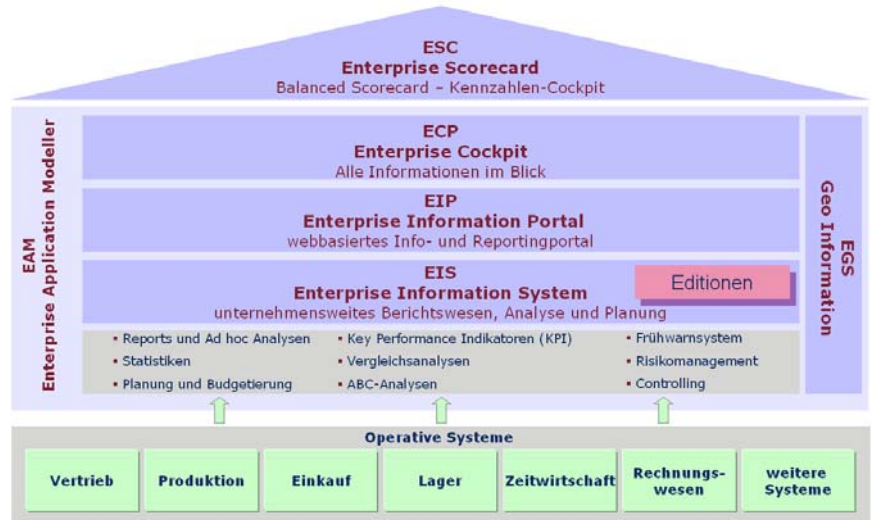 ESC
Enterprise Scorecard
Balanced Scorecard – Kennzahlen-Cockpit
EAM
Enterprise Application Modeller
ECP
Enterprise Cockpit
Alle Informationen im Blick
EIP
Enterprise Information Portal
webbasiertes Info- und Reportingportal
EIS
Enterprise Information System
unternehmensweites Berichtswesen, Analyse und Planung
Editionen
EGS
Geo Information
▪ Reports und Ad hoc Analysen
▪ Statistiken
▪ Planung und Budgetierung
▪ Key Performance Indikatoren (KPI)
▪ Vergleichsanalysen
▪ ABC-Analysen
▪ Frühwarnsystem
▪ Risikomanagement
▪ Controlling
Operative Systeme
Vertrieb
Produktion
Einkauf
Lager
Zeitwirtschaft
Rechnungs-
wesen
weitere
Systeme